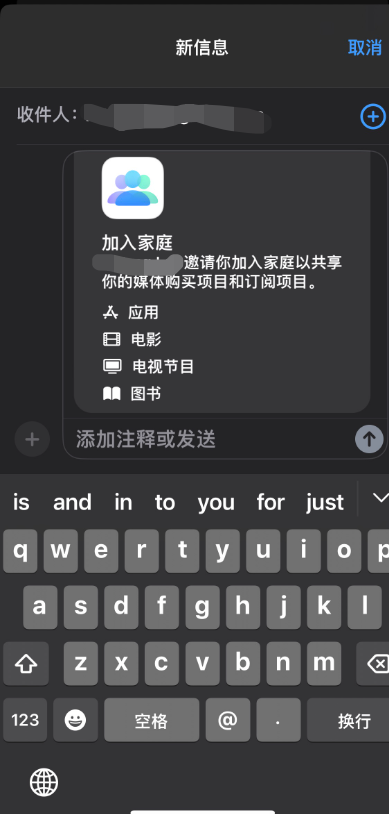 新信息 取消
收件人：
加入家庭
邀请你加入家庭以共享
你的媒体购买项目和订阅项目。
应用
电影
电视节目
图书
添加注释或发送
is and in to you for just
q w e r t y u i o p
a s d f g h j k l
z x c v b n m
123 空格 @ . 换行